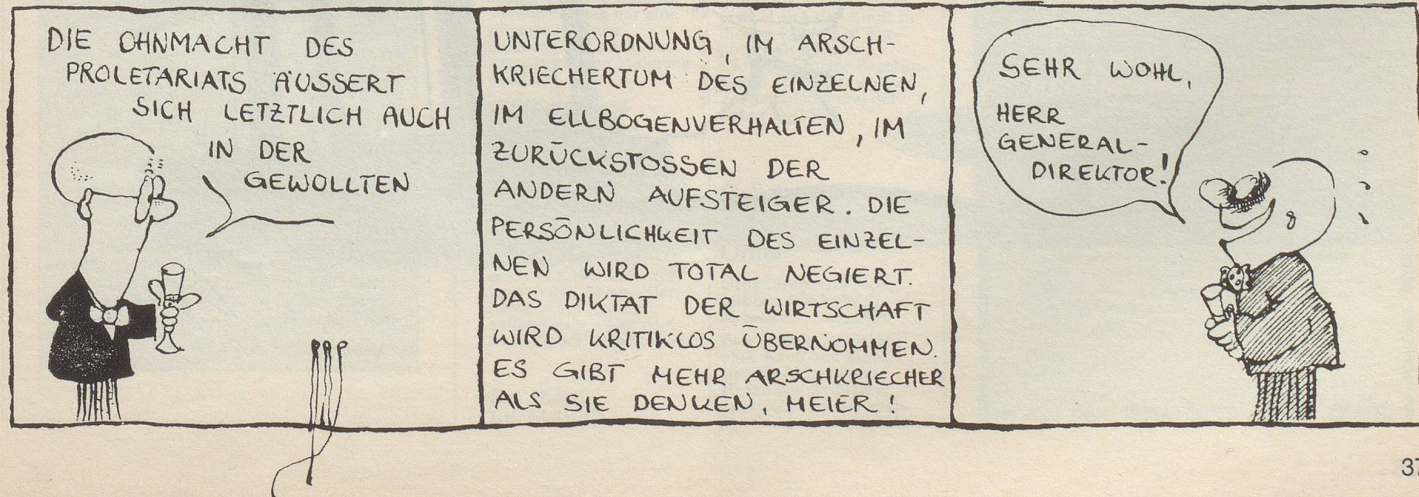 DIE OHNMACHT DES
PROLETARIATS ÄUSSERT
SICH LETZTLICH AUCH
IN DER
GEWOLLTEN
UNTERORDNUNG, IM ARSCH-
KRIECHERTUM DES EINZELNEN,
IM ELLBOGENVERHALTEN, IM
ZURÜCKSTOSSEN DER
ANDERN AUFSTEIGER. DIE
PERSÖNLICHKEIT DES EINZEL-
NEN WIRD TOTAL NEGIERT.
DAS DIKTAT DER WIRTSCHAFT
WIRD KRITIKLOS ÜBERNOMMEN.
ES GIBT MEHR ARSCHKRIECHER
ALS SIE DENKEN, MEIER!
SEHR WOHL,
HERR
GENERAL-
DIREKTOR!
37